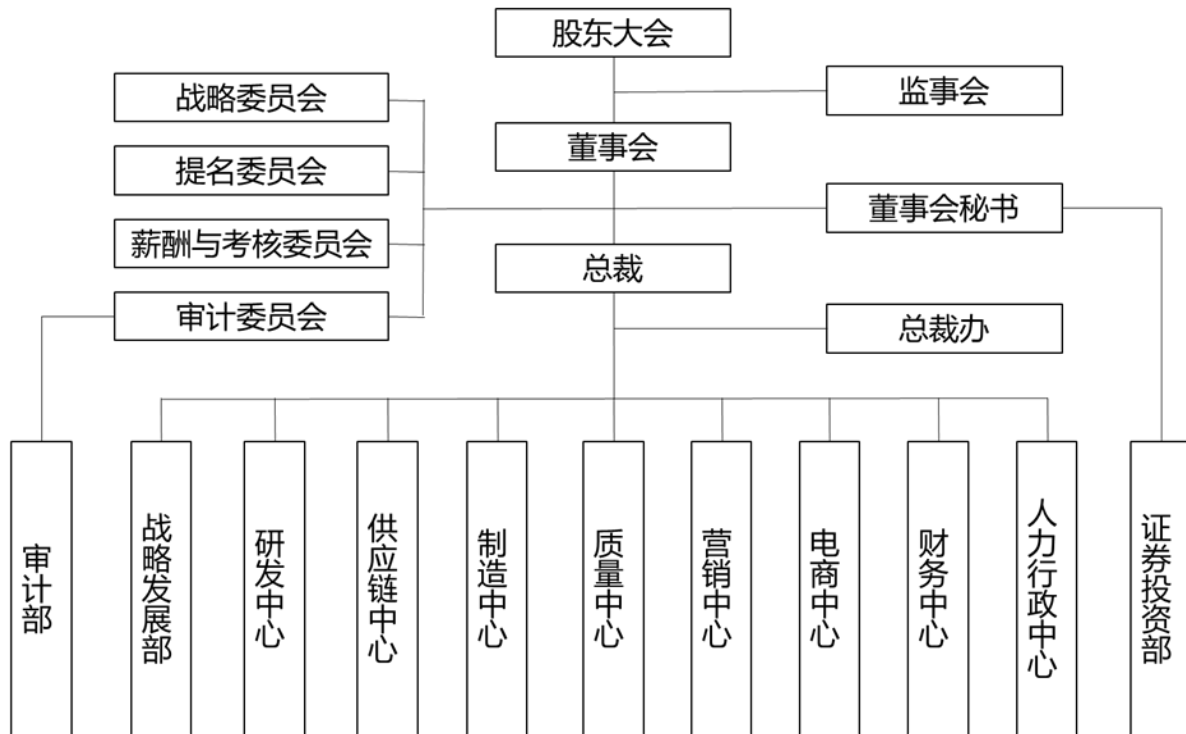 股东大会
战略委员会
监事会
董事会
提名委员会
董事会秘书
薪酬与考核委员会
总裁
审计委员会
总裁办
审计部
战略发展部
研发中心
供应链中心
制造中心
质量中心
营销中心
电商中心
财务中心
人力行政中心
证券投资部